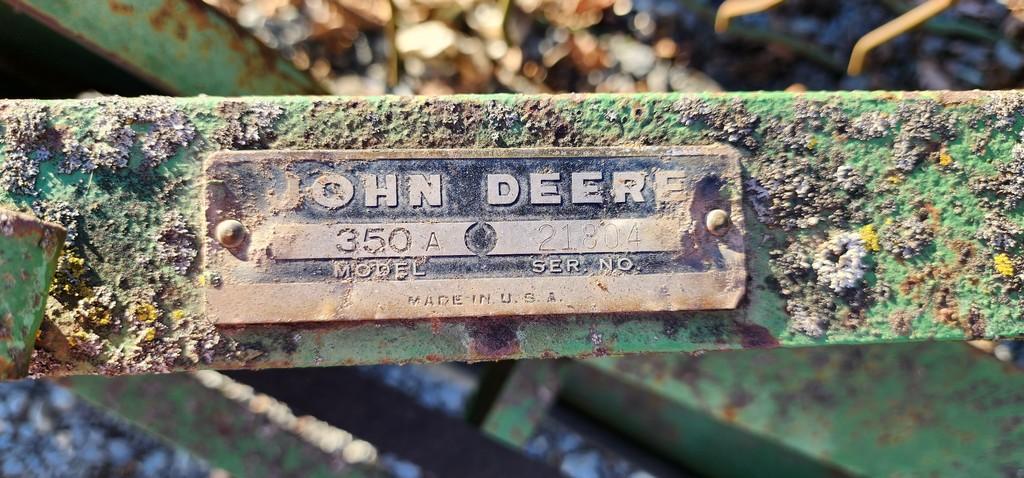 JOHN DEERE
350 A 21804
MODEL SER. NO.
MADE IN U.S.A.